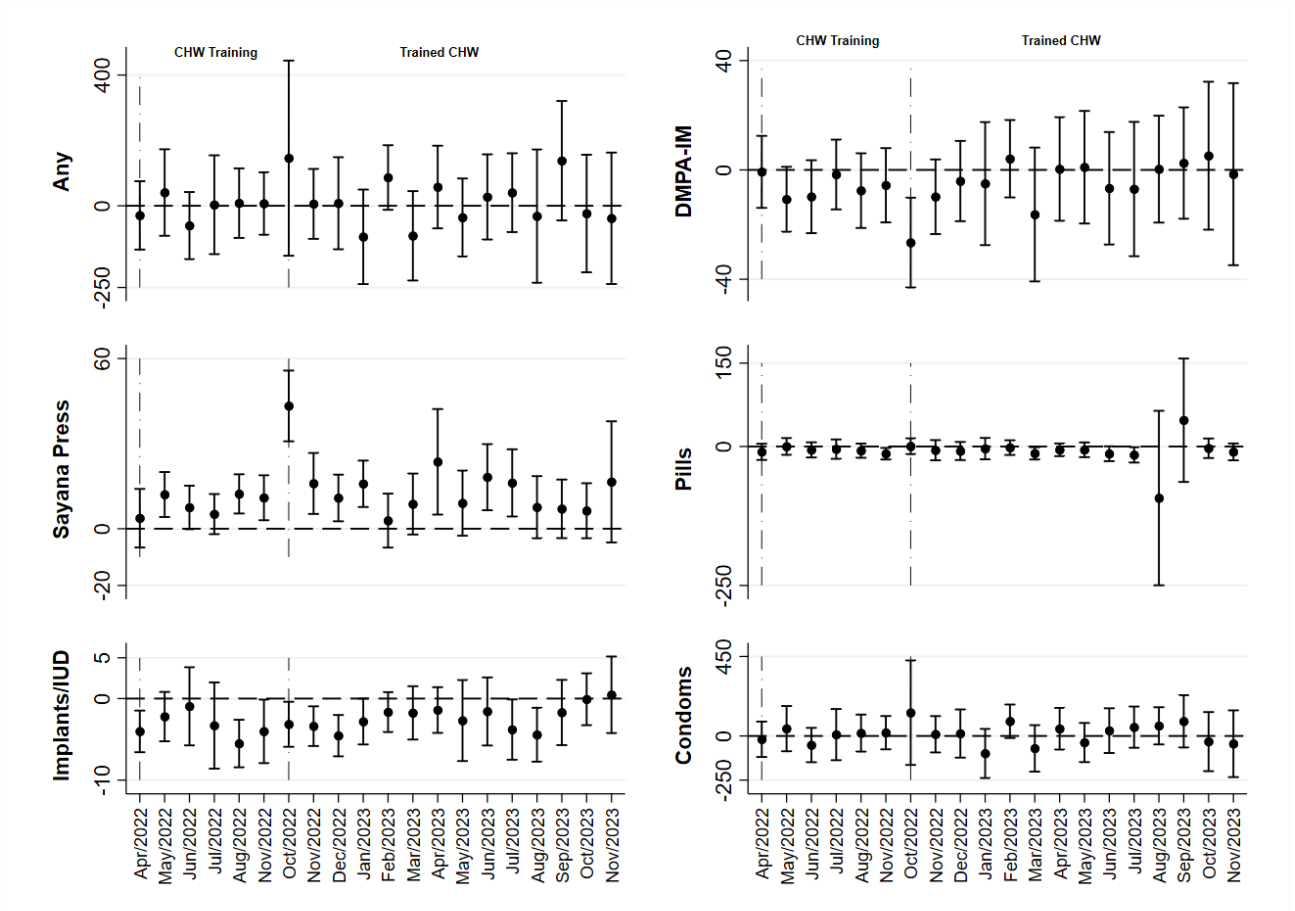 CHW Training Trained CHW
Any
400
0
-250
CHW Training Trained CHW
DMPA-IM
40
0
-40
Sayana Press
60
0
-20
Pills
150
0
-250
Implants/IUD
5
0
-10
Condoms
450
0
-250
Apr/2022
May/2022
Jun/2022
Jul/2022
Aug/2022
Nov/2022
Oct/2022
Nov/2022
Dec/2022
Jan/2023
Feb/2023
Mar/2023
Apr/2023
May/2023
Jun/2023
Jul/2023
Aug/2023
Sep/2023
Oct/2023
Nov/2023
Apr/2022
May/2022
Jun/2022
Jul/2022
Aug/2022
Nov/2022
Oct/2022
Nov/2022
Dec/2022
Jan/2023
Feb/2023
Mar/2023
Apr/2023
May/2023
Jun/2023
Jul/2023
Aug/2023
Sep/2023
Oct/2023
Nov/2023